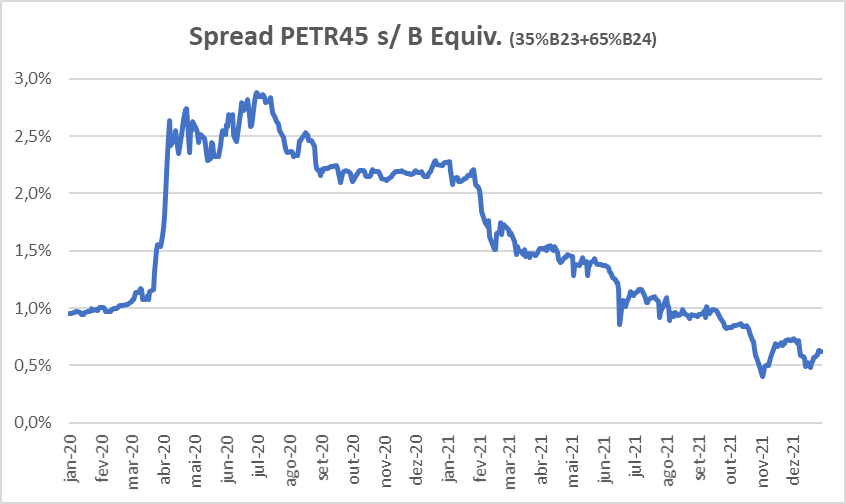 Spread PETR45 s/ B Equiv. (35%B23+65%B24)
3,0%
2,5%
2,0%
1,5%
1,0%
0,5%
0,0%
jan-20
fev-20
mar-20
abr-20
mai-20
jun-20
jul-20
ago-20
set-20
out-20
nov-20
dez-20
jan-21
fev-21
mar-21
abr-21
mai-21
jun-21
jul-21
ago-21
set-21
out-21
nov-21
dez-21